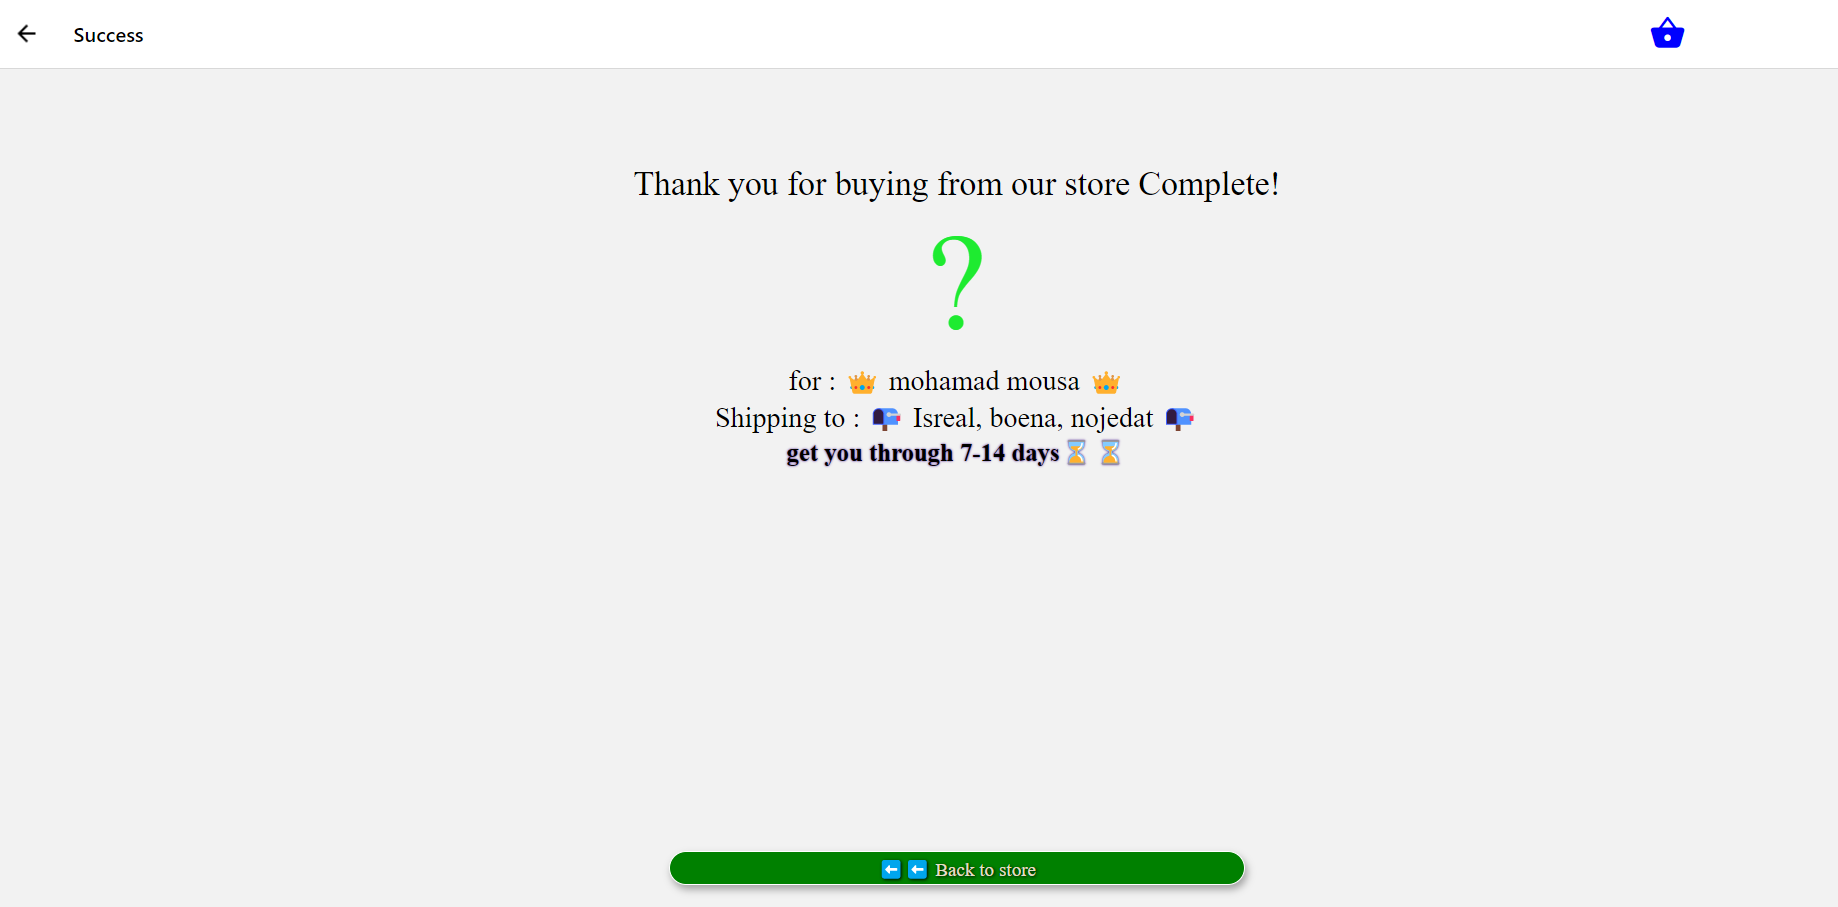 Success
Thank you for buying from our store Complete!
?
for : 👑 mohamad mousa 👑
Shipping to : 📭 Isreal, boena, nojedat 📭
get you through 7-14 days⏳ ⏳
⬅️⬅️ Back to store